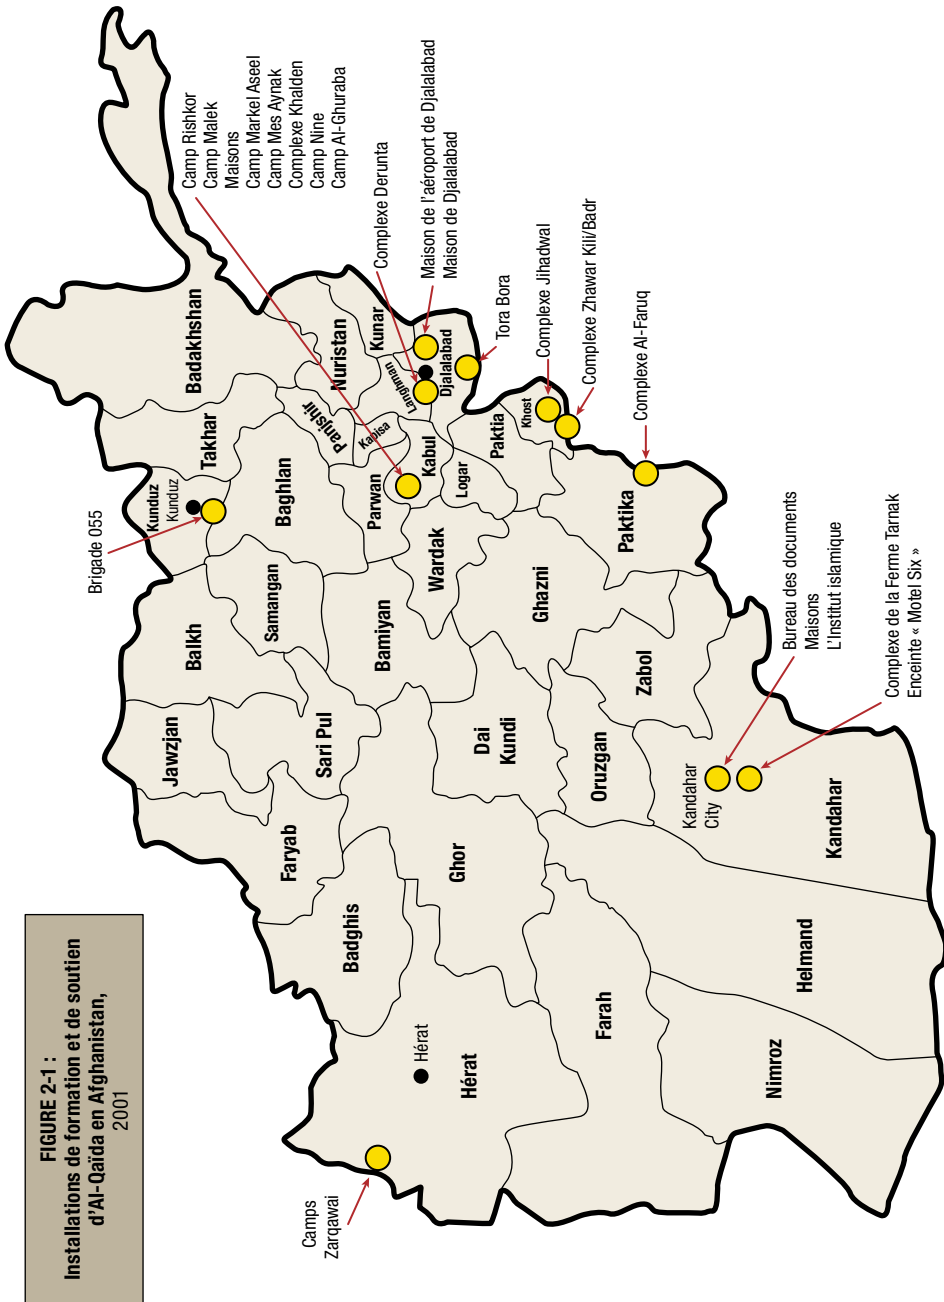 FIGURE 2-1 :
Installations de formation et de soutien
d'Al-Qaïda en Afghanistan,
2001
Camp Rishkor
Camp Malek
Maisons
Camp Markel Aseel
Camp Mes Aynak
Complexe Khalden
Camp Nine
Camp Al-Ghuraba
Complexe Derunta
Maison de l'aéroport de Djalalabad
Maison de Djalalabad
Tora Bora
Complexe Jihadwal
Complexe Zhawar Kili/Badr
Complexe Al-Faruq
Bureau des documents
Maisons
L'Institut islamique
Complexe de la Ferme Tarnak
Enceinte « Motel Six »
Brigade 055
Camps
Zarqawai
Badakhshan
Takhar
Kunduz
Kunduz
Baghlan
Panjshir
Nuristan
Kunar
Langhman
Djalalabad
Kapisa
Kabul
Parwan
Logar
Paktia
Khost
Paktika
Wardak
Ghazni
Bamiyan
Samangan
Balkh
Jawzjan
Sari Pul
Faryab
Badghis
Ghor
Dai
Kundi
Oruzgan
Zabol
Kandahar
City
Kandahar
Helmand
Nimroz
Farah
Hérat
Hérat